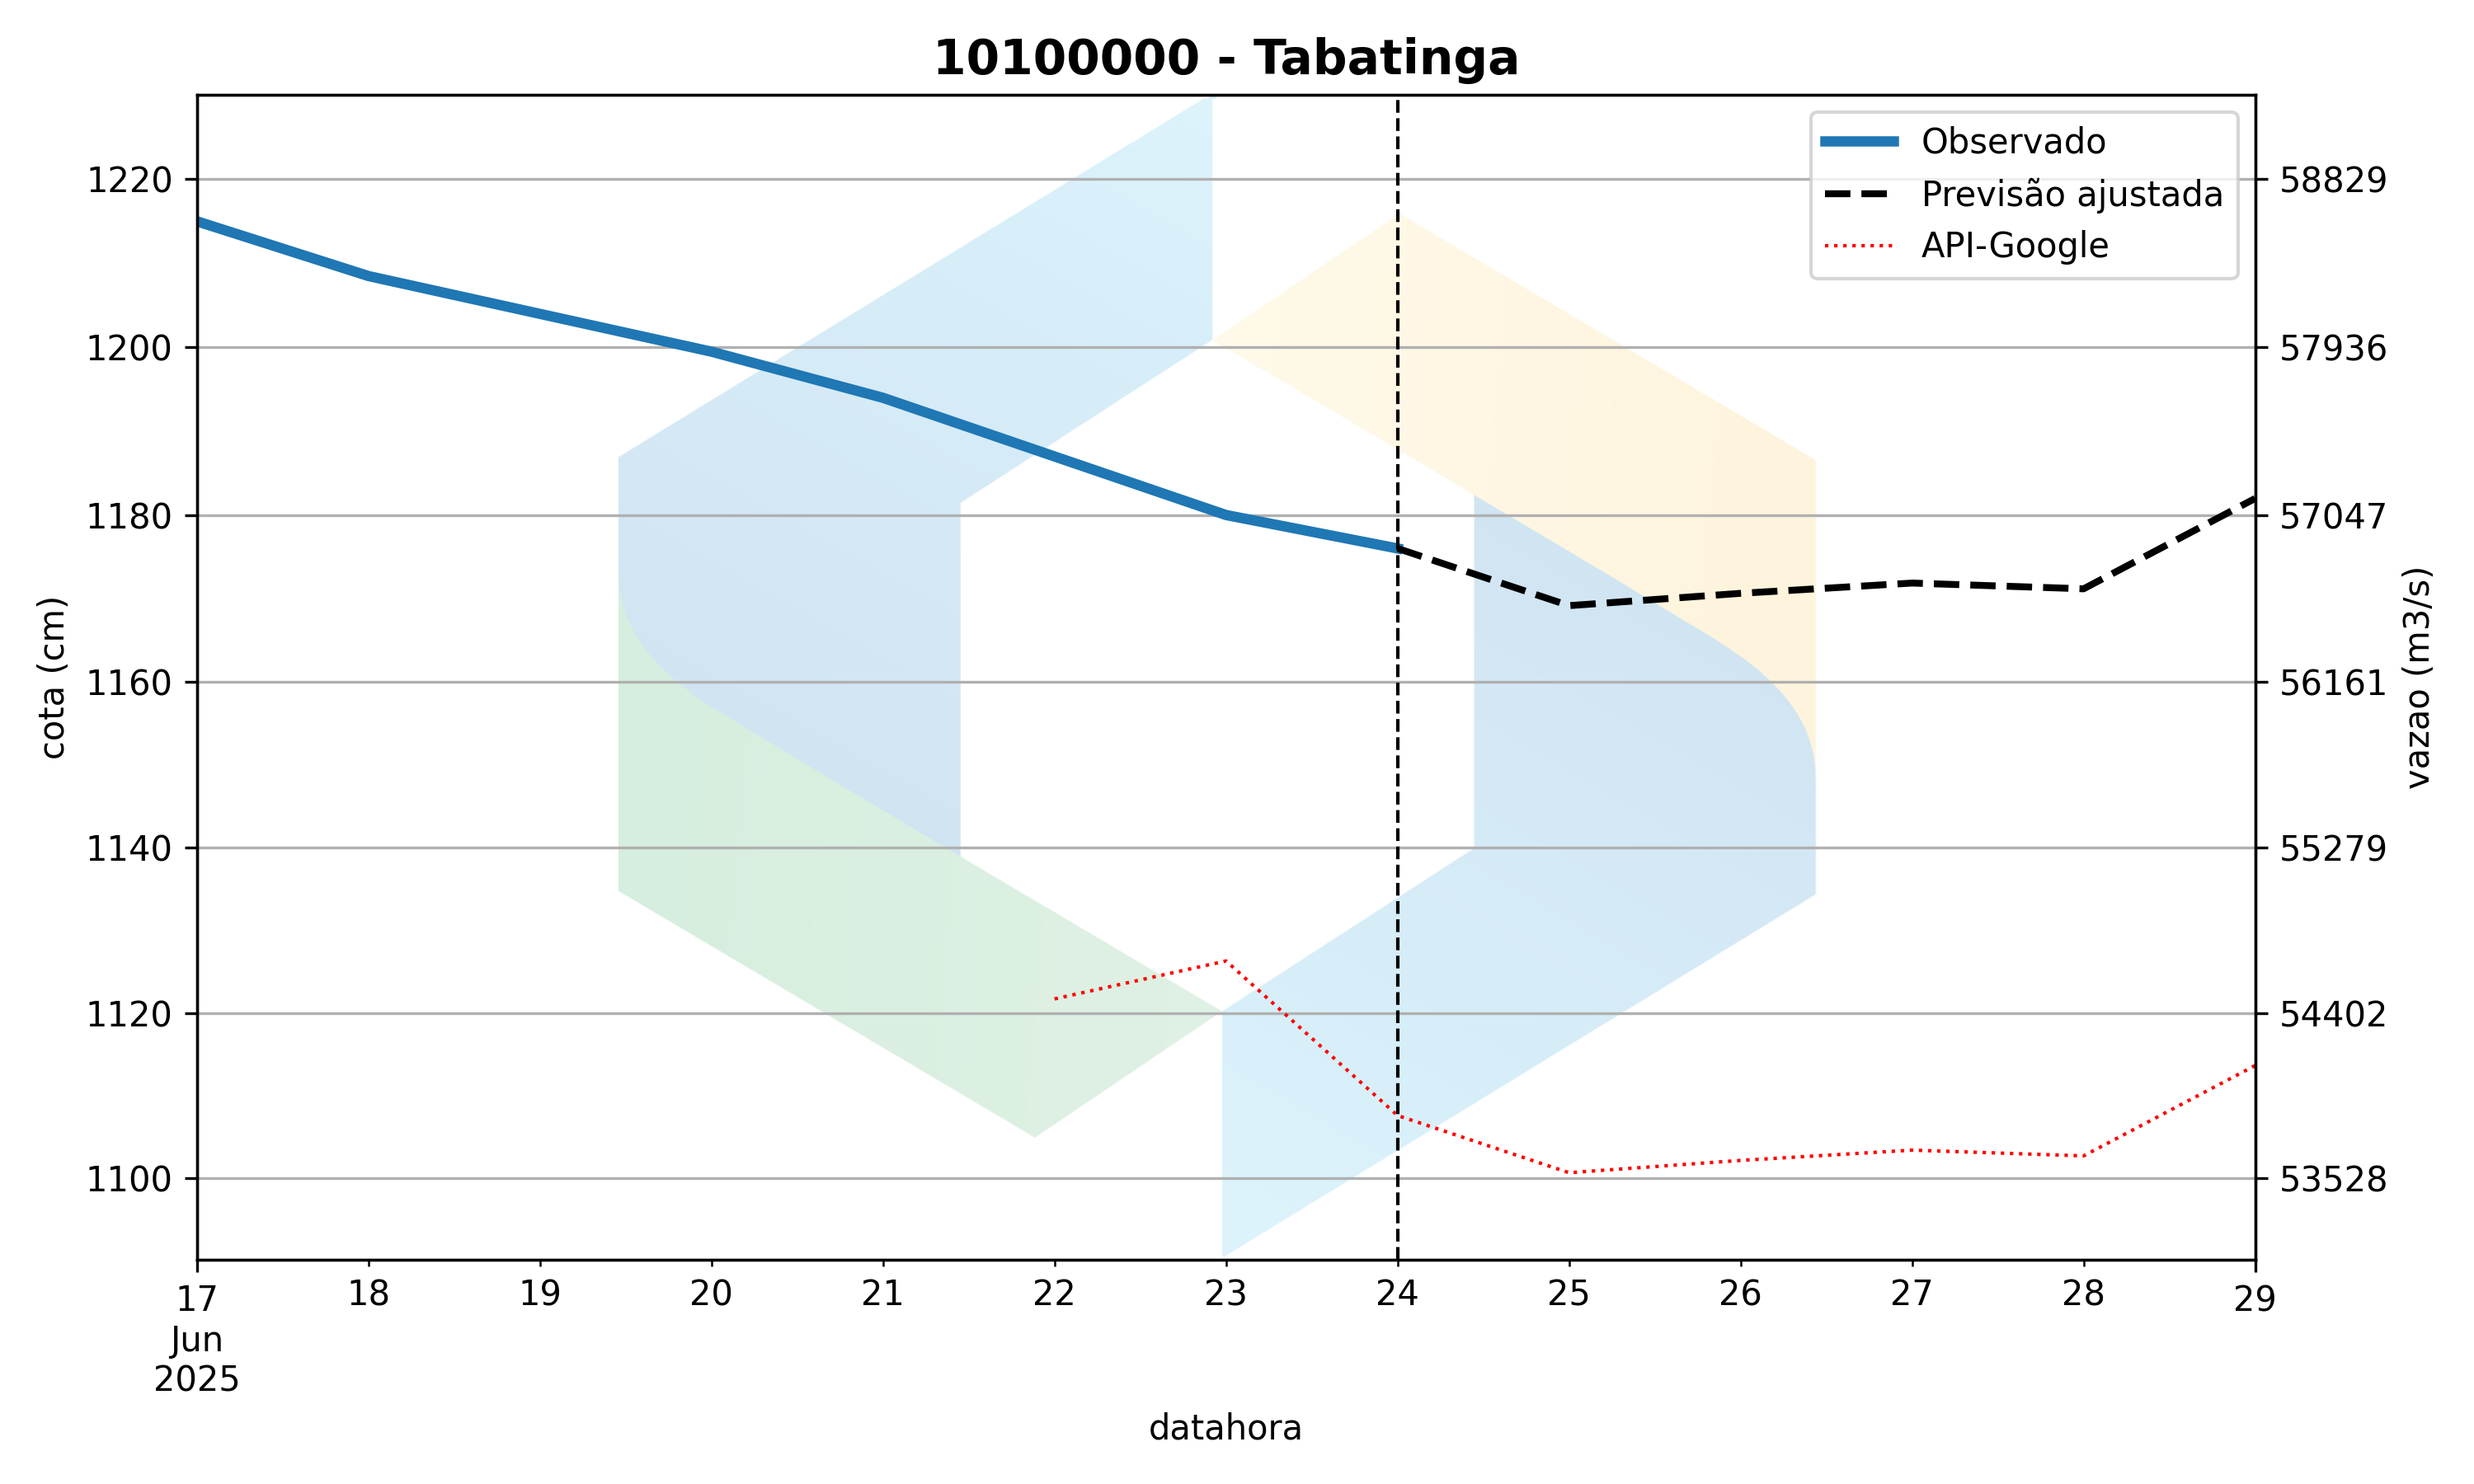 10100000 - Tabatinga
Observado
Previsão ajustada
API-Google
1220
1200
1180
1160
1140
1120
1100
cota (cm)
58829
57936
57047
56161
55279
54402
53528
vazao (m3/s)
17 18 19 20 21 22 23 24 25 26 27 28 29
Jun
2025
datahora